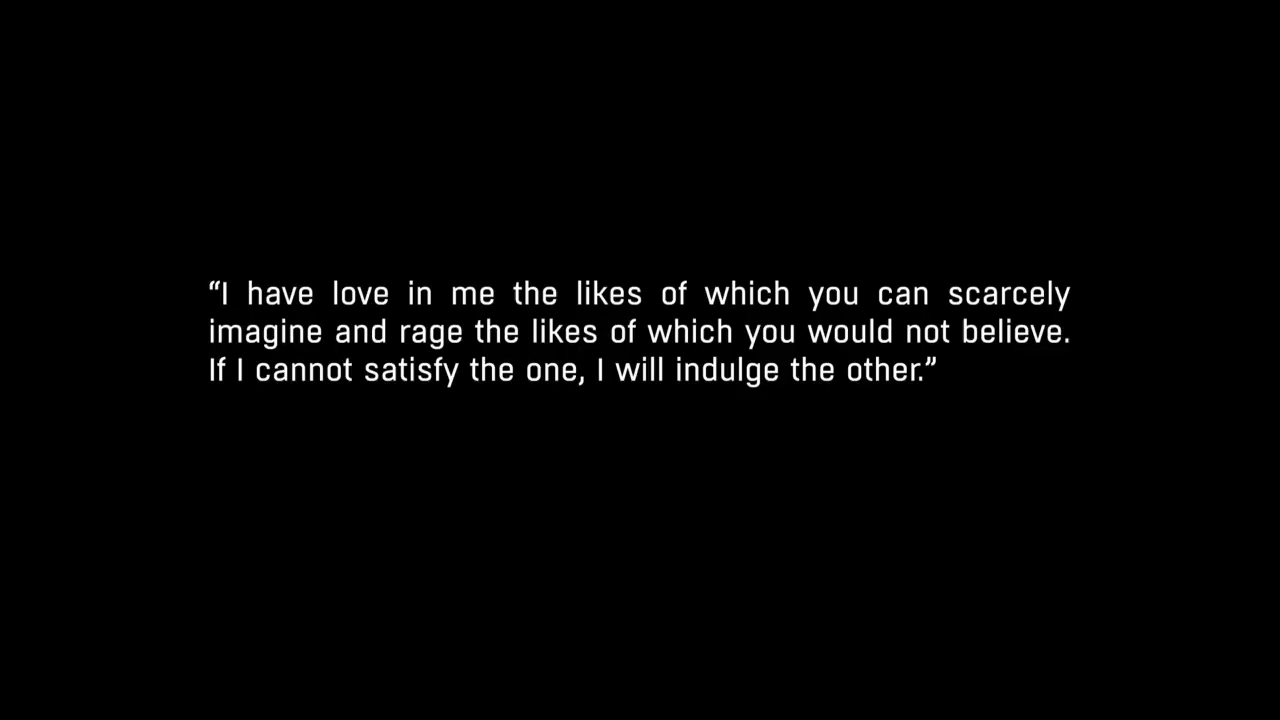 “I have love in me the likes of which you can scarcely
imagine and rage the likes of which you would not believe.
If I cannot satisfy the one, I will indulge the other.”